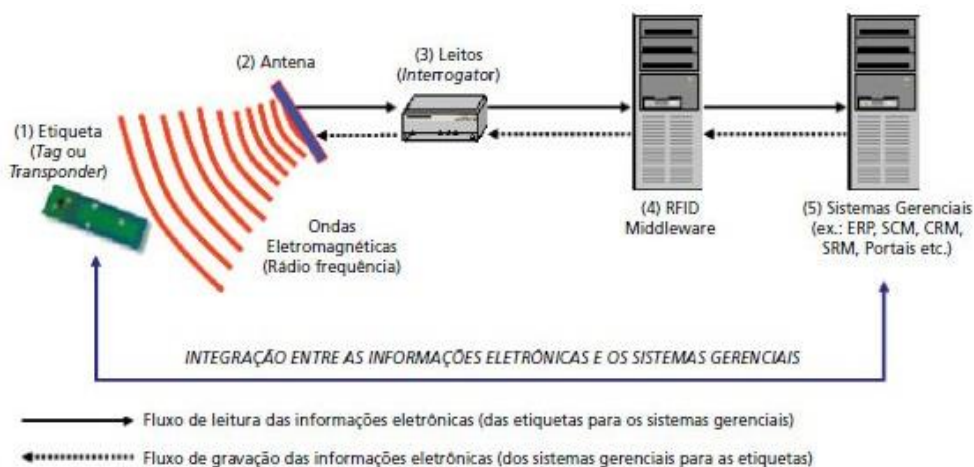 (1) Etiqueta
(Tag ou
Transponder)
(2) Antena
Ondas
Eletromagnéticas
(Rádio frequência)
(3) Leitos
(Interrogator)
(4) RFID
Middleware
(5) Sistemas Gerenciais
(ex.: ERP, SCM, CRM,
SRM, Portais etc.)
INTEGRAÇÃO ENTRE AS INFORMAÇÕES ELETRÔNICAS E OS SISTEMAS GERENCIAIS
Fluxo de leitura das informações eletrônicas (das etiquetas para os sistemas gerenciais)
Fluxo de gravação das informações eletrônicas (dos sistemas gerenciais para as etiquetas)